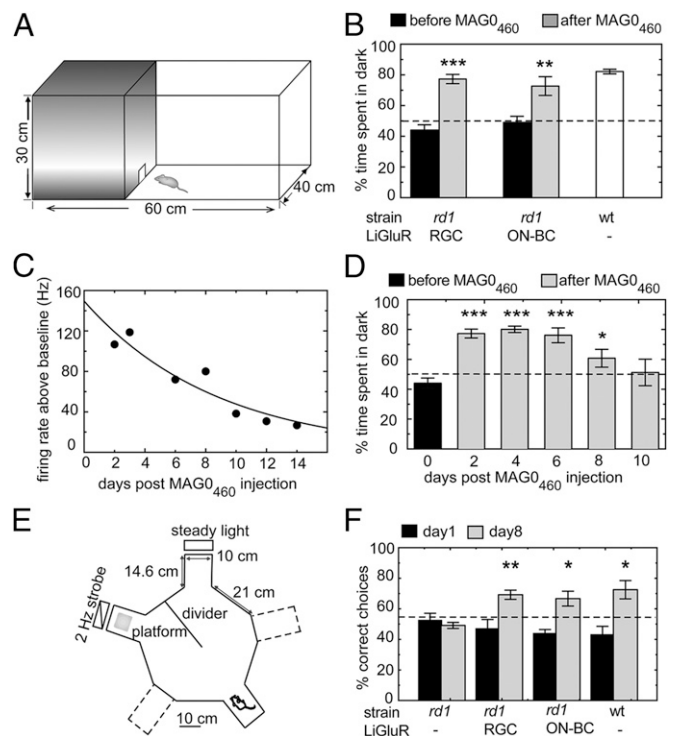 A
30 cm
60 cm
40 cm
B
before MAG0460 after MAG0460
% time spent in dark
100
80
60
40
20
0
*** **
strain rd1 rd1 wt
LiGluR RGC ON-BC -
C
firing rate above baseline (Hz)
160
120
80
40
0
0 2 4 6 8 10 12 14
days post MAG0460 injection
D
before MAG0460 after MAG0460
% time spent in dark
100
80
60
40
20
0
*** *** *** *
0 2 4 6 8 10
days post MAG0460 injection
E
steady light
10 cm
14.6 cm
21 cm
2 Hz strobe
divider
platform
10 cm
F
day1 day8
% correct choices
100
80
60
40
20
0
** * *
strain rd1 rd1 rd1 wt
LiGluR - RGC ON-BC -